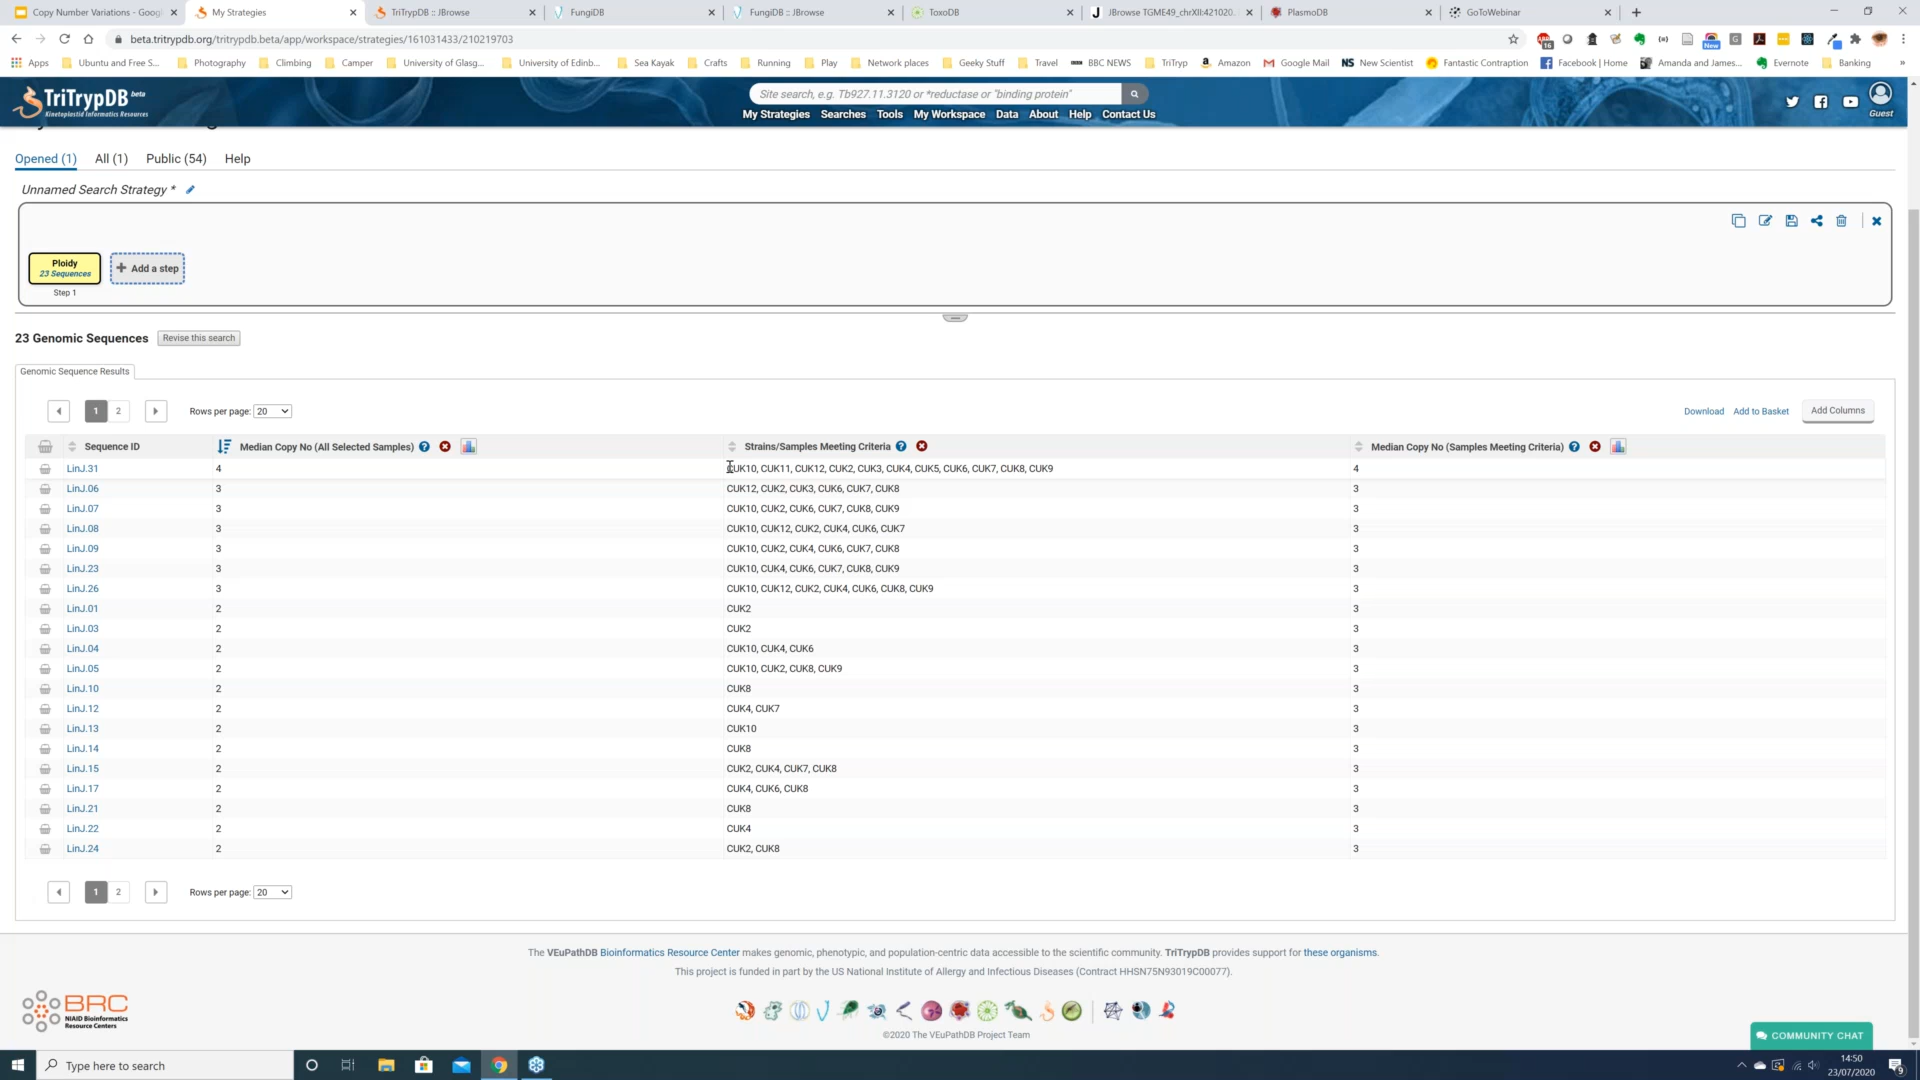 Copy Number Variations - Googl
My Strategies
TriTrypDB :: JBrowse
FungiDB
FungiDB :: JBrowse
ToxoDB
JBrowse TGME49_chrXII:421020.
PlasmoDB
GoToWebinar
beta.tritrypdb.org/tritrypdb.beta/app/workspace/strategies/161031433/210219703
Apps
Ubuntu and Free S...
Photography
Climbing
Camper
University of Glasg...
University of Edinb...
Sea Kayak
Crafts
Running
Play
Network places
Geeky Stuff
Travel
BBC NEWS
TriTryp
Amazon
Google Mail
New Scientist
Fantastic Contraption
Facebook | Home
Amanda and James...
Evernote
Banking
TriTrypDB beta
Kinetoplastid Informatics Resources
Site search, e.g. Tb927.11.3120 or *reductase or "binding protein"
My Strategies Searches Tools My Workspace Data About Help Contact Us
Guest
Opened (1) All (1) Public (54) Help
Unnamed Search Strategy *
Ploidy
23 Sequences
Add a step
Step 1
23 Genomic Sequences Revise this search
Genomic Sequence Results
1 2 Rows per page: 20 Download Add to Basket Add Columns
Sequence ID Median Copy No (All Selected Samples) Strains/Samples Meeting Criteria Median Copy No (Samples Meeting Criteria)
LinJ.31 4 CUK10, CUK11, CUK12, CUK2, CUK3, CUK4, CUK5, CUK6, CUK7, CUK8, CUK9 4
LinJ.06 3 CUK12, CUK2, CUK3, CUK6, CUK7, CUK8 3
LinJ.07 3 CUK10, CUK2, CUK6, CUK7, CUK8, CUK9 3
LinJ.08 3 CUK10, CUK12, CUK2, CUK4, CUK6, CUK7 3
LinJ.09 3 CUK10, CUK2, CUK4, CUK6, CUK7, CUK8 3
LinJ.23 3 CUK10, CUK4, CUK6, CUK7, CUK8, CUK9 3
LinJ.26 3 CUK10, CUK12, CUK2, CUK4, CUK6, CUK8, CUK9 3
LinJ.01 2 CUK2 3
LinJ.03 2 CUK2 3
LinJ.04 2 CUK10, CUK4, CUK6 3
LinJ.05 2 CUK10, CUK2, CUK8, CUK9 3
LinJ.10 2 CUK8 3
LinJ.12 2 CUK4, CUK7 3
LinJ.13 2 CUK10 3
LinJ.14 2 CUK8 3
LinJ.15 2 CUK2, CUK4, CUK7, CUK8 3
LinJ.17 2 CUK4, CUK6, CUK8 3
LinJ.21 2 CUK8 3
LinJ.22 2 CUK4 3
LinJ.24 2 CUK2, CUK8 3
1 2 Rows per page: 20
The VEuPathDB Bioinformatics Resource Center makes genomic, phenotypic, and population-centric data accessible to the scientific community. TriTrypDB provides support for these organisms.
This project is funded in part by the US National Institute of Allergy and Infectious Diseases (Contract HHSN75N93019C00077).
BRC
NIAID Bioinformatics
Resource Centers
©2020 The VEuPathDB Project Team
COMMUNITY CHAT
Type here to search
14:50
23/07/2020